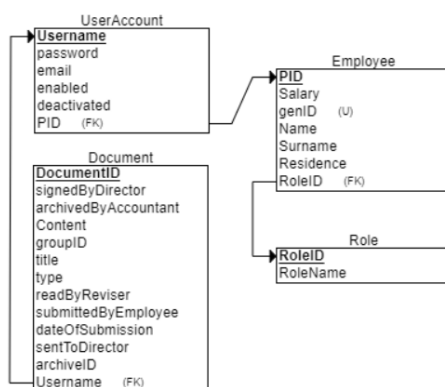 UserAccount
Username
password
email
enabled
deactivated
PID (FK)
Employee
PID
Salary
genID (U)
Name
Surname
Residence
RoleID (FK)
Document
DocumentID
signedByDirector
archivedByAccountant
Content
groupID
title
type
readByReviser
submittedByEmployee
dateOfSubmission
sentToDirector
archiveID
Username (FK)
Role
RoleID
RoleName